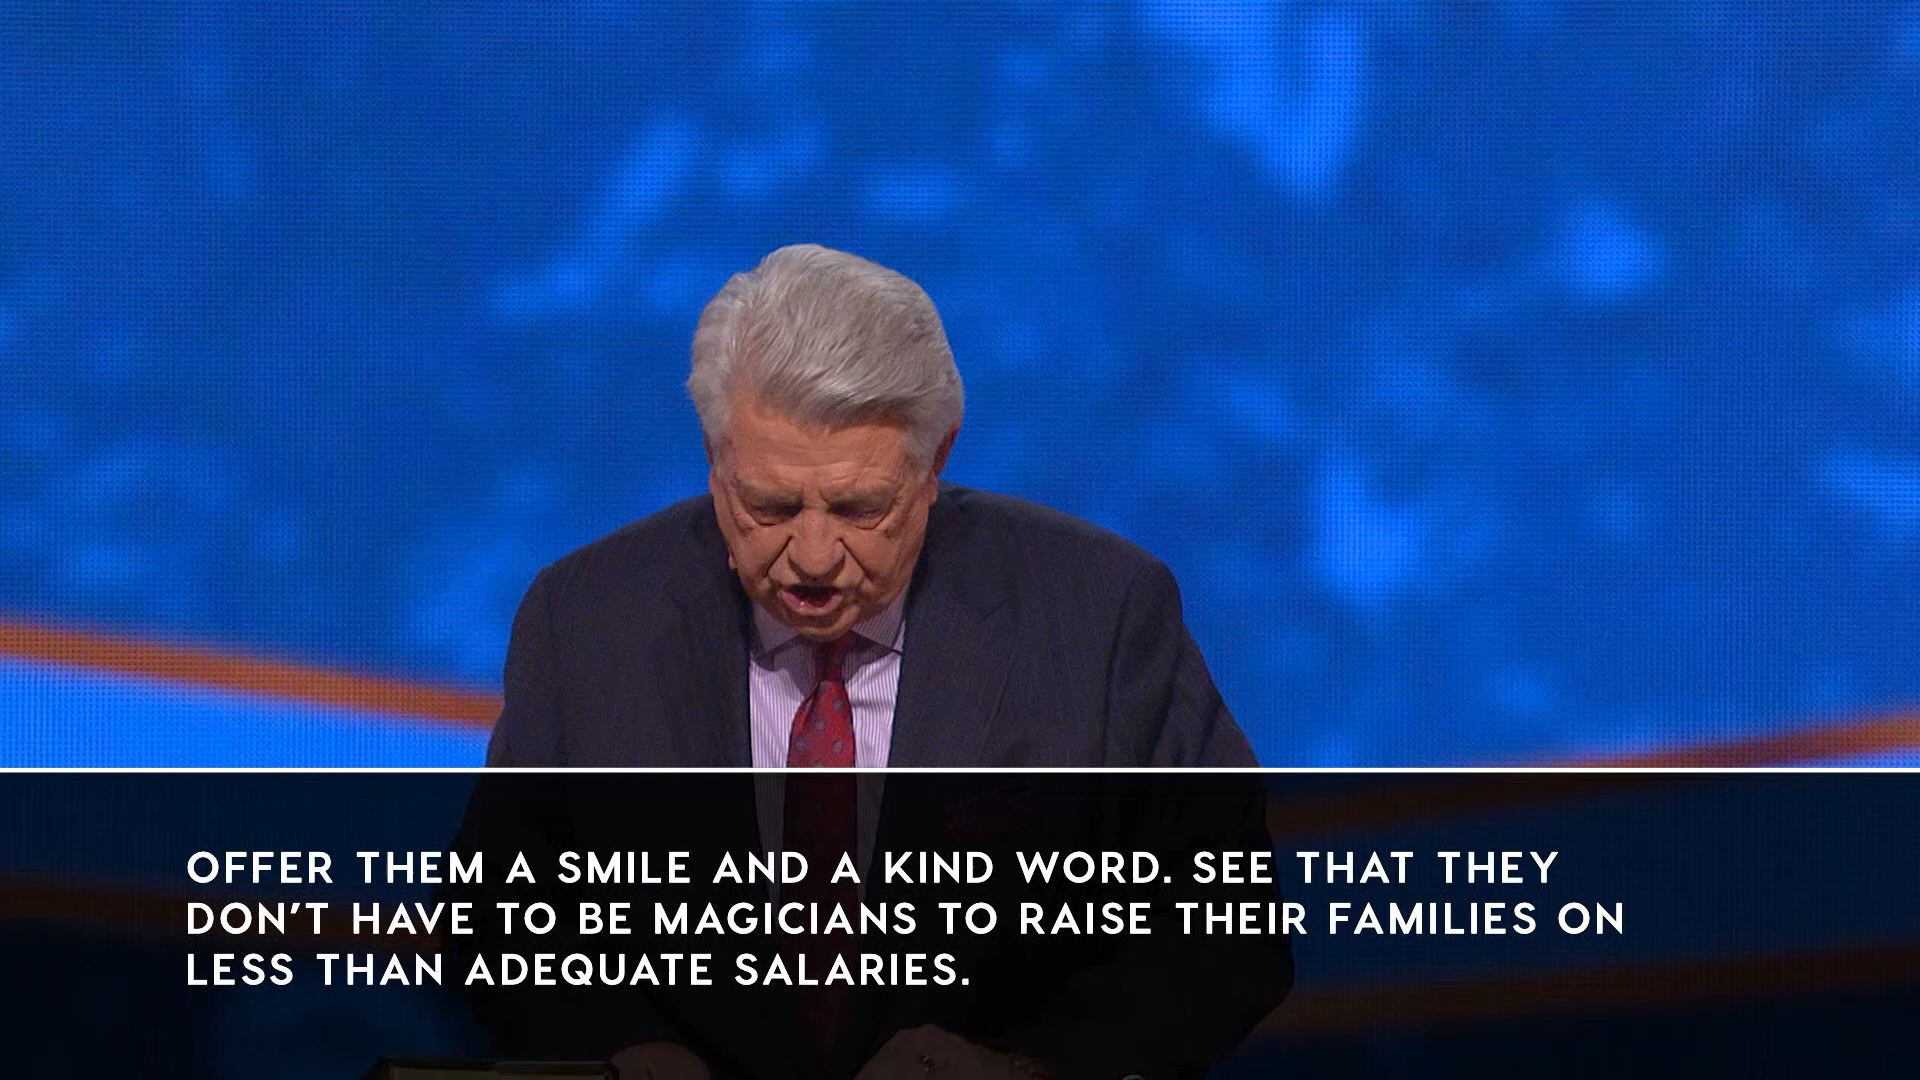 OFFER THEM A SMILE AND A KIND WORD. SEE THAT THEY
DON'T HAVE TO BE MAGICIANS TO RAISE THEIR FAMILIES ON
LESS THAN ADEQUATE SALARIES.